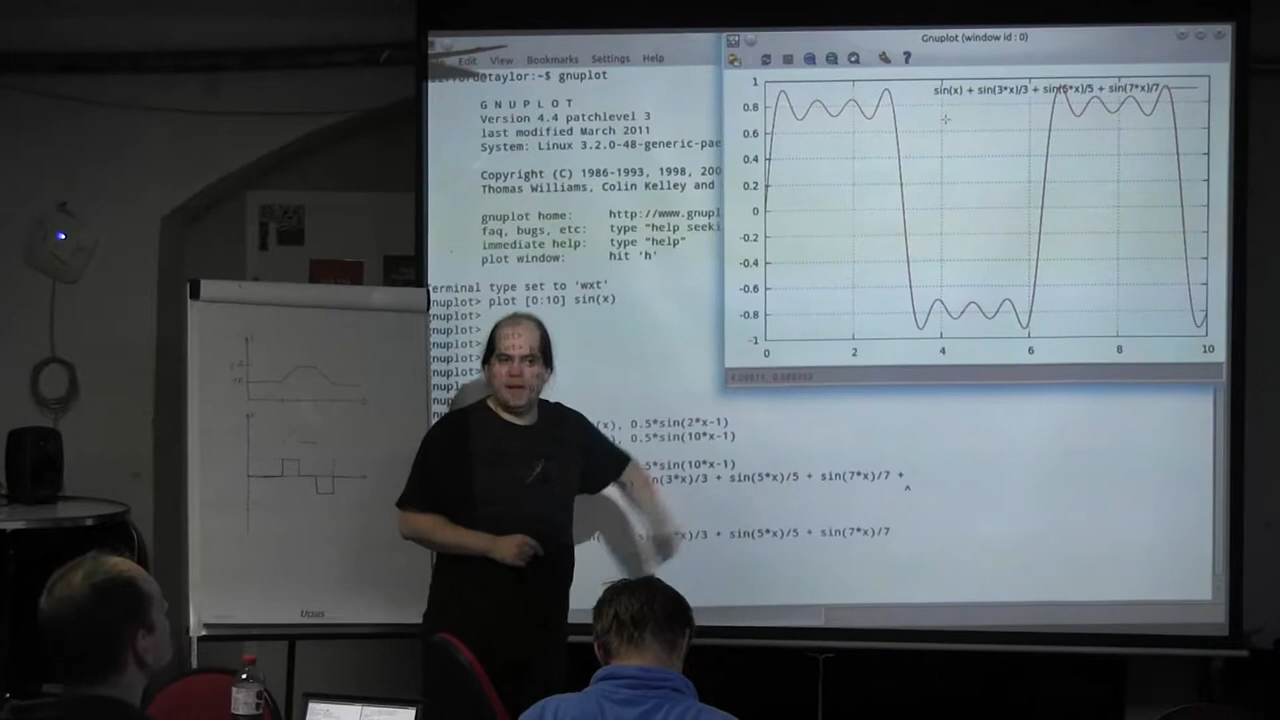 Edit View Bookmarks Settings Help
@taylor:~$ gnuplot
G N U P L O T
Version 4.4 patchlevel 3
last modified March 2011
System: Linux 3.2.0-48-generic-pae
Copyright (C) 1986-1993, 1998, 200
Thomas Williams, Colin Kelley and
gnuplot home: http://www.gnupl
faq, bugs, etc: type "help seeki
immediate help: type "help"
plot window: hit 'h'
Terminal type set to 'wxt'
gnuplot> plot [0:10] sin(x)
gnuplot>
gnuplot>
gnuplot>
gnuplot>
(x), 0.5*sin(2*x-1)
), 0.5*sin(10*x-1)
5*sin(10*x-1)
n(3*x)/3 + sin(5*x)/5 + sin(7*x)/7 +
^
*x)/3 + sin(5*x)/5 + sin(7*x)/7
Gnuplot (window id : 0)
?
sin(x) + sin(3*x)/3 + sin(5*x)/5 + sin(7*x)/7
1
0.8
0.6
0.4
0.2
0
-0.2
-0.4
-0.6
-0.8
-1
0 2 4 6 8 10